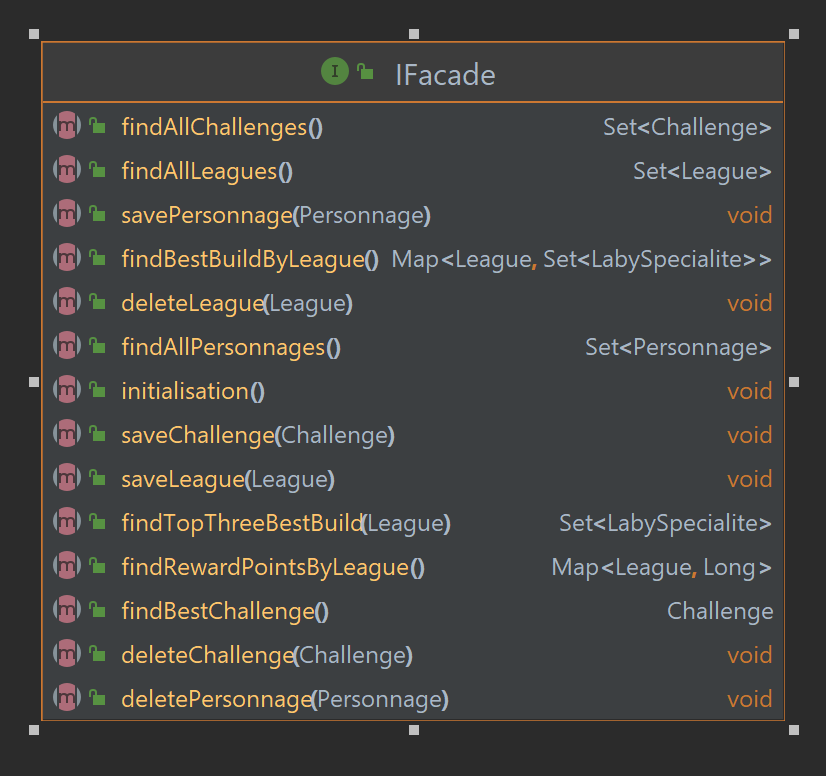 IFacade
findAllChallenges() Set<Challenge>
findAllLeagues() Set<League>
savePersonnage(Personnage) void
findBestBuildByLeague() Map<League, Set<LabySpecialite>>
deleteLeague(League) void
findAllPersonnages() Set<Personnage>
initialisation() void
saveChallenge(Challenge) void
saveLeague(League) void
findTopThreeBestBuild(League) Set<LabySpecialite>
findRewardPointsByLeague() Map<League, Long>
findBestChallenge() Challenge
deleteChallenge(Challenge) void
deletePersonnage(Personnage) void